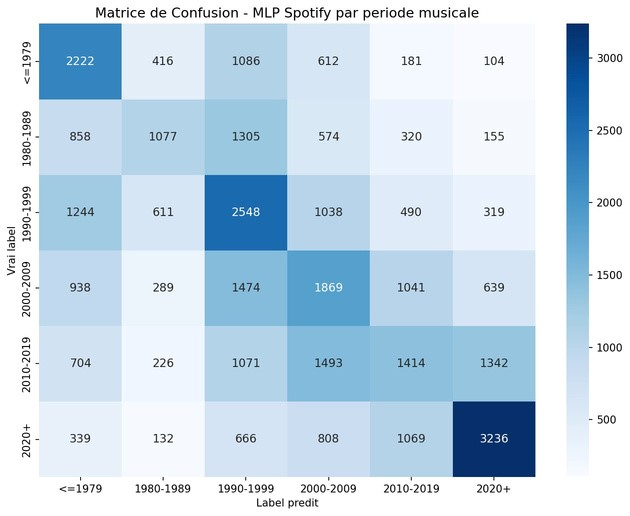 Matrice de Confusion - MLP Spotify par periode musicale
<=1979 2222 416 1086 612 181 104
1980-1989 858 1077 1305 574 320 155
1990-1999 1244 611 2548 1038 490 319
2000-2009 938 289 1474 1869 1041 639
2010-2019 704 226 1071 1493 1414 1342
2020+ 339 132 666 808 1069 3236
Vrai label
<=1979 1980-1989 1990-1999 2000-2009 2010-2019 2020+
Label predit
3000
2500
2000
1500
1000
500